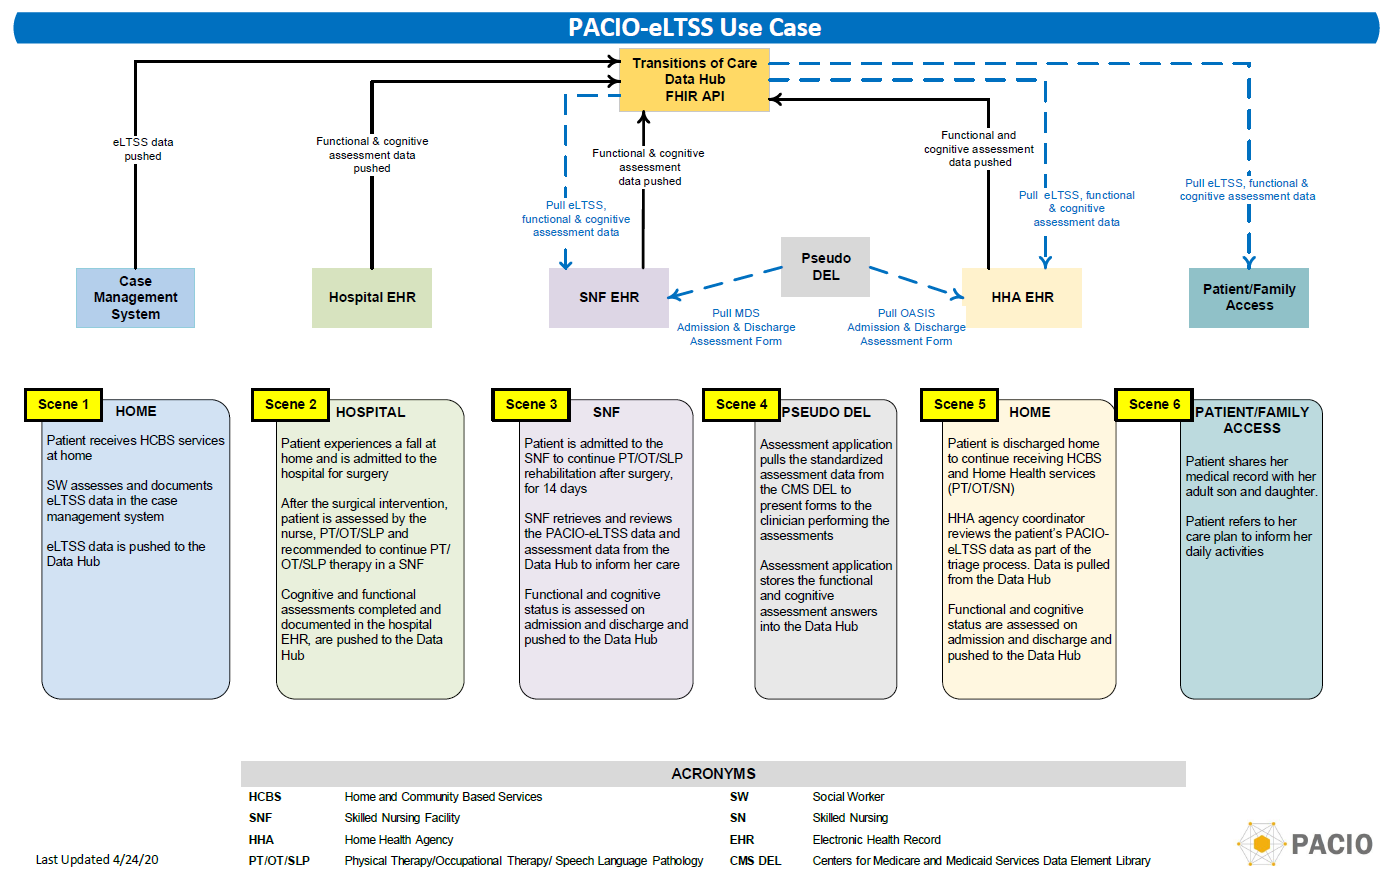 PACIO-eLTSS Use Case
Transitions of Care
Data Hub
FHIR API
eLTSS data
pushed
Functional & cognitive
assessment data
pushed
Functional & cognitive
assessment
data pushed
Functional and
cognitive assessment
data pushed
Pull eLTSS,
functional & cognitive
assessment data
Pull eLTSS, functional
& cognitive
assessment data
Pull eLTSS, functional &
cognitive assessment data
Case
Management
System
Hospital EHR
SNF EHR
Pseudo
DEL
HHA EHR
Patient/Family
Access
Pull MDS
Admission & Discharge
Assessment Form
Pull OASIS
Admission & Discharge
Assessment Form
Scene 1
HOME
Patient receives HCBS services
at home
SW assesses and documents
eLTSS data in the case
management system
eLTSS data is pushed to the
Data Hub
Scene 2
HOSPITAL
Patient experiences a fall at
home and is admitted to the
hospital for surgery
After the surgical intervention,
patient is assessed by the
nurse, PT/OT/SLP and
recommended to continue PT/
OT/SLP therapy in a SNF
Cognitive and functional
assessments completed and
documented in the hospital
EHR, are pushed to the Data
Hub
Scene 3
SNF
Patient is admitted to the
SNF to continue PT/OT/SLP
rehabilitation after surgery,
for 14 days
SNF retrieves and reviews
the PACIO-eLTSS data and
assessment data from the
Data Hub to inform her care
Functional and cognitive
status is assessed on
admission and discharge and
pushed to the Data Hub
Scene 4
PSEUDO DEL
Assessment application
pulls the standardized
assessment data from
the CMS DEL to
present forms to the
clinician performing the
assessments
Assessment application
stores the functional
and cognitive
assessment answers
into the Data Hub
Scene 5
HOME
Patient is discharged home
to continue receiving HCBS
and Home Health services
(PT/OT/SN)
HHA agency coordinator
reviews the patient's PACIO-
eLTSS data as part of the
triage process. Data is pulled
from the Data Hub
Functional and cognitive
status are assessed on
admission and discharge and
pushed to the Data Hub
Scene 6
PATIENT/FAMILY
ACCESS
Patient shares her
medical record with her
adult son and daughter.
Patient refers to her
care plan to inform her
daily activities
ACRONYMS
HCBS Home and Community Based Services SW Social Worker
SNF Skilled Nursing Facility SN Skilled Nursing
HHA Home Health Agency EHR Electronic Health Record
PT/OT/SLP Physical Therapy/Occupational Therapy/ Speech Language Pathology CMS DEL Centers for Medicare and Medicaid Services Data Element Library
Last Updated 4/24/20
PACIO